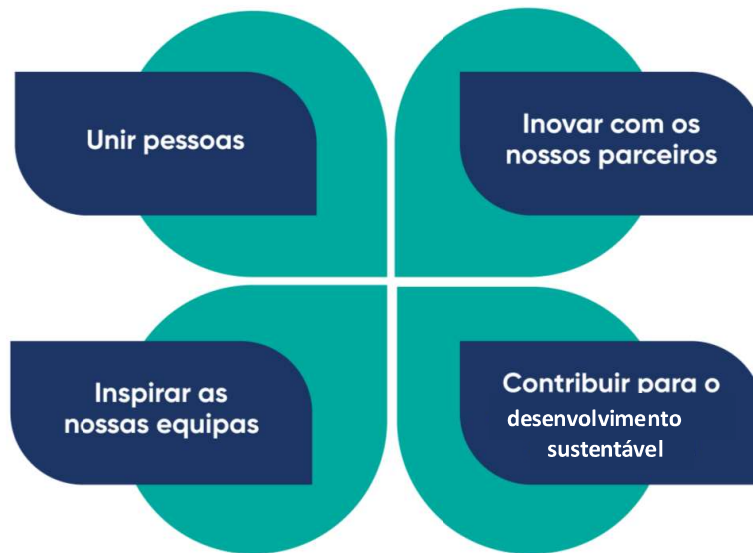 Unir pessoas
Inovar com os
nossos parceiros
Inspirar as
nossas equipas
Contribuir para o
desenvolvimento
sustentável